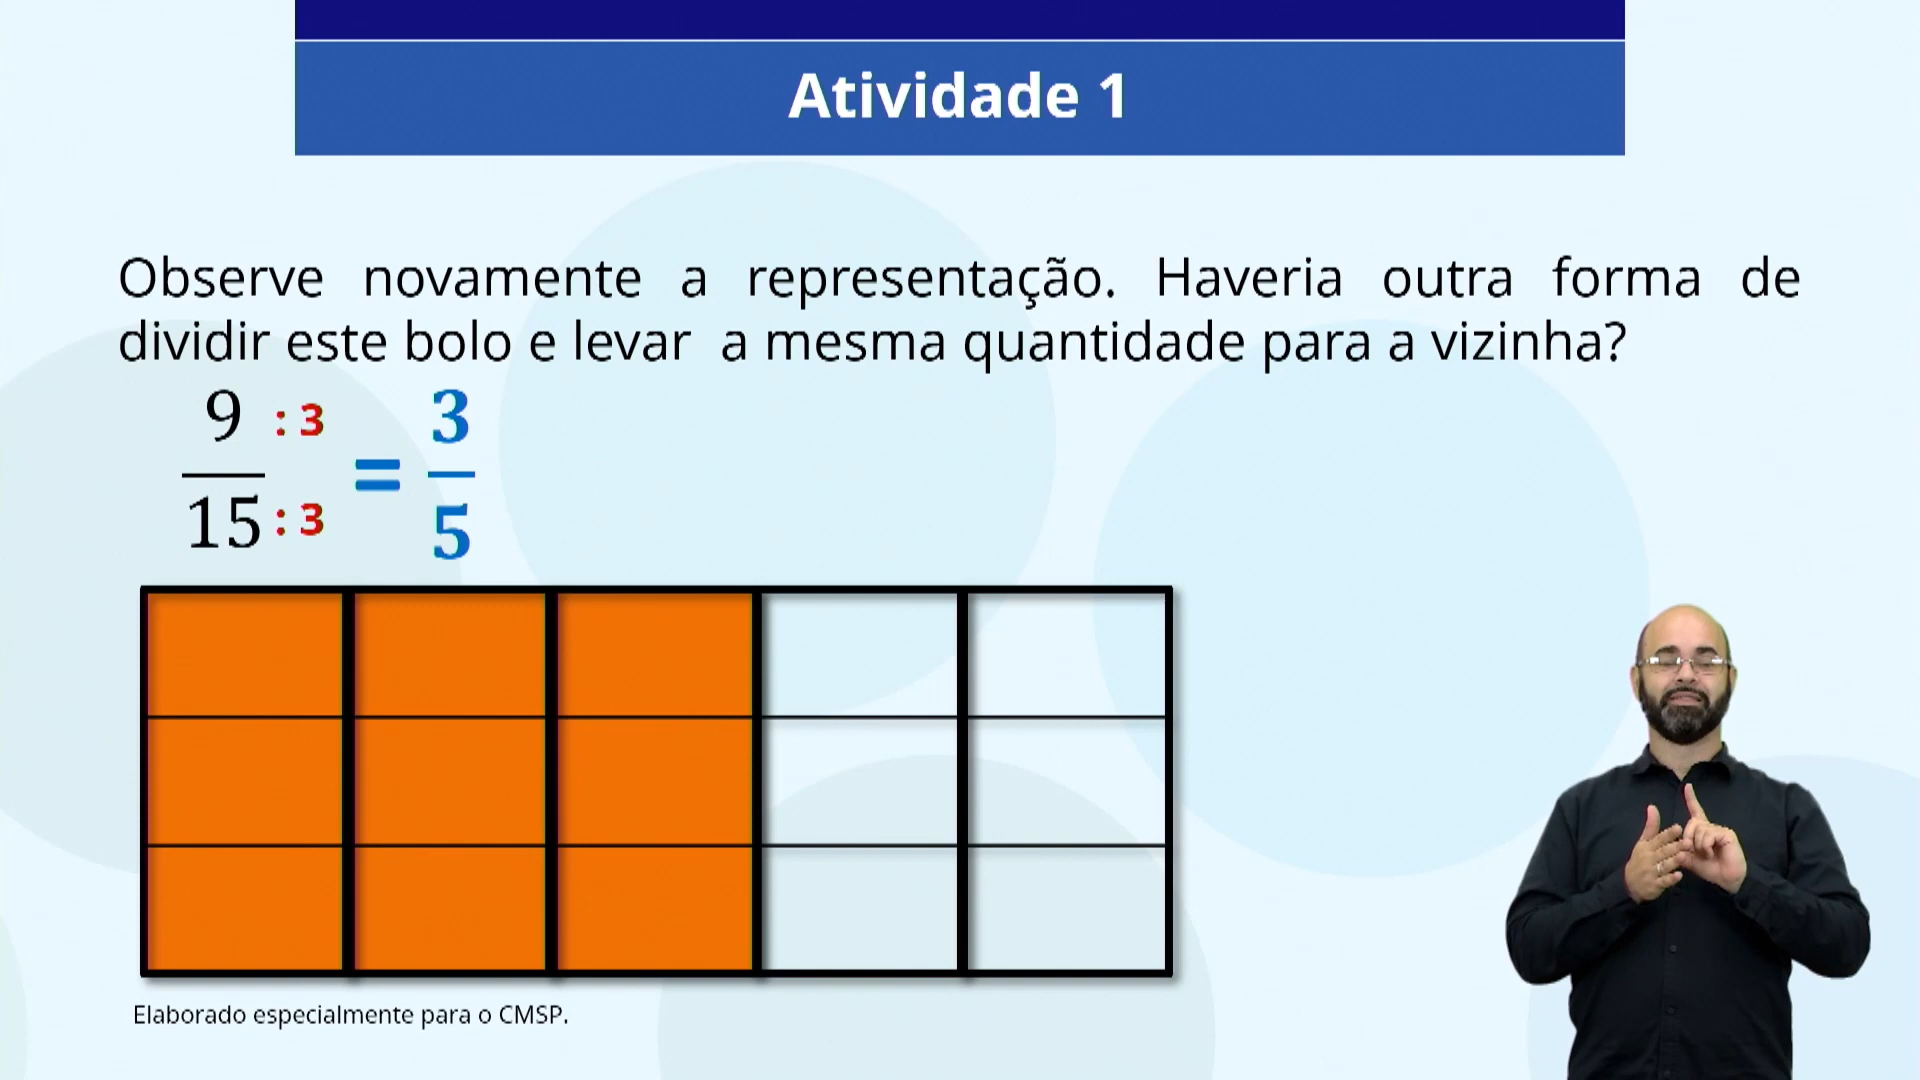 Atividade 1
Observe novamente a representação. Haveria outra forma de
dividir este bolo e levar a mesma quantidade para a vizinha?
9 : 3 = 3
15 : 3 5
Elaborado especialmente para o CMSP.